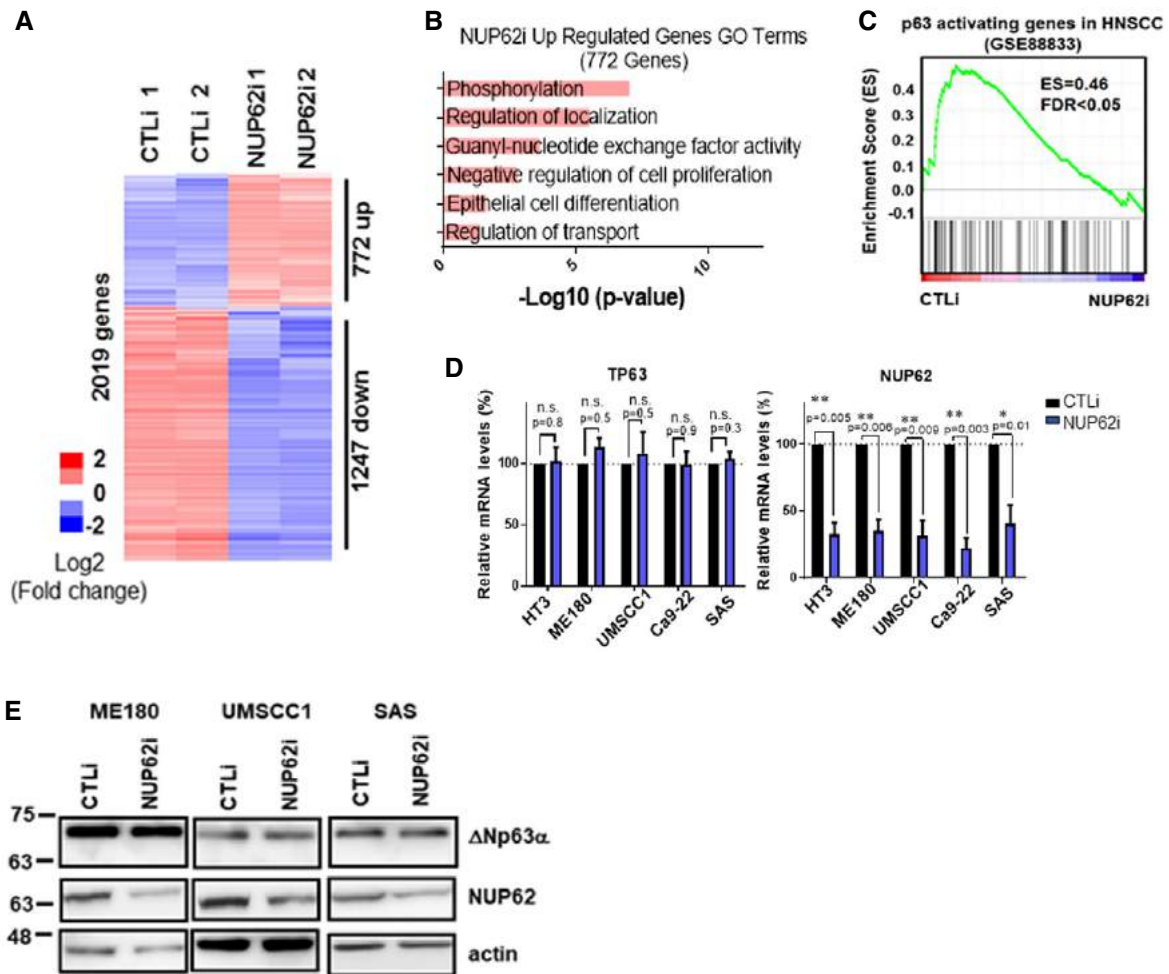 A
CTLi 1
CTLi 2
NUP62i 1
NUP62i 2
2019 genes
772 up
1247 down
2
0
-2
Log2
(Fold change)
B
NUP62i Up Regulated Genes GO Terms
(772 Genes)
Phosphorylation
Regulation of localization
Guanyl-nucleotide exchange factor activity
Negative regulation of cell proliferation
Epithelial cell differentiation
Regulation of transport
0
5
10
-Log10 (p-value)
C
p63 activating genes in HNSCC
(GSE88833)
Enrichment Score (ES)
0.4
0.3
0.2
0.1
0.0
-0.1
ES=0.46
FDR<0.05
CTLi
NUP62i
D
TP63
Relative mRNA levels (%)
100
50
0
n.s.
p=0.8
n.s.
p=0.5
n.s.
p=0.5
n.s.
p=0.9
n.s.
p=0.3
HT3
ME180
UMSCC1
Ca9-22
SAS
NUP62
Relative mRNA levels (%)
100
50
0
**
p=0.005
**
p=0.006
**
p=0.009
**
p=0.003
*
p=0.01
HT3
ME180
UMSCC1
Ca9-22
SAS
CTLi
NUP62i
E
ME180
UMSCC1
SAS
CTLi
NUP62i
CTLi
NUP62i
CTLi
NUP62i
75
63
63
48
ΔNp63α
NUP62
actin